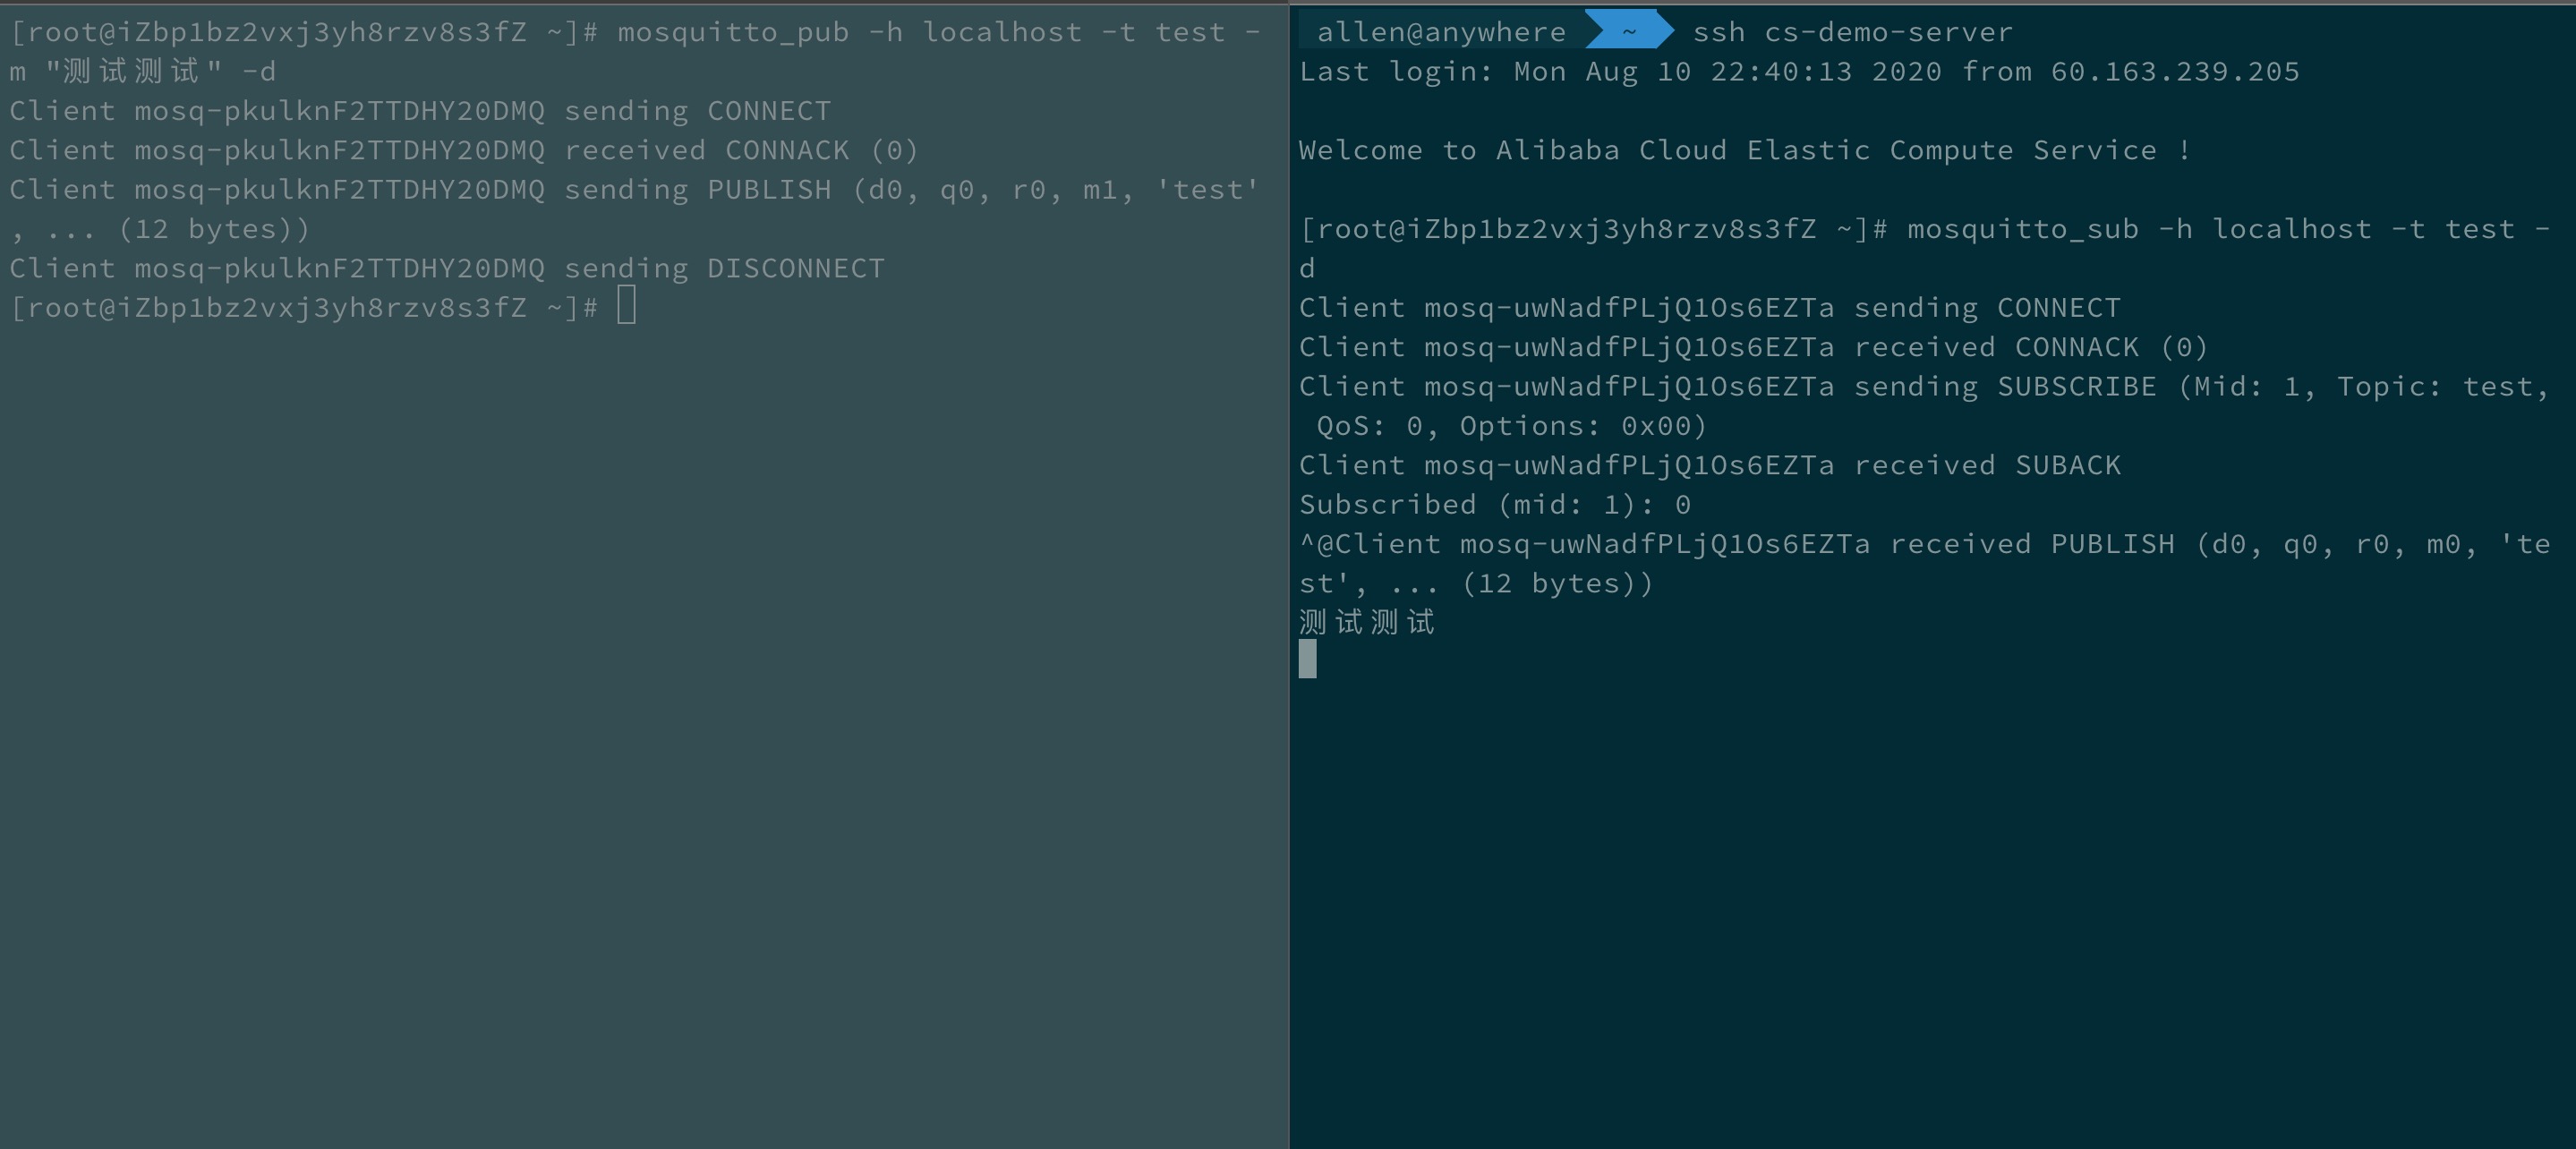 [root@iZbp1bz2vxj3yh8rzv8s3fZ ~]# mosquitto_pub -h localhost -t test -
m "测试测试" -d
Client mosq-pkulknF2TTDHY20DMQ sending CONNECT
Client mosq-pkulknF2TTDHY20DMQ received CONNACK (0)
Client mosq-pkulknF2TTDHY20DMQ sending PUBLISH (d0, q0, r0, m1, 'test'
, ... (12 bytes))
Client mosq-pkulknF2TTDHY20DMQ sending DISCONNECT
[root@iZbp1bz2vxj3yh8rzv8s3fZ ~]#
allen@anywhere ~ ssh cs-demo-server
Last login: Mon Aug 10 22:40:13 2020 from 60.163.239.205
Welcome to Alibaba Cloud Elastic Compute Service !
[root@iZbp1bz2vxj3yh8rzv8s3fZ ~]# mosquitto_sub -h localhost -t test -
d
Client mosq-uwNadfPLjQ1Os6EZTa sending CONNECT
Client mosq-uwNadfPLjQ1Os6EZTa received CONNACK (0)
Client mosq-uwNadfPLjQ1Os6EZTa sending SUBSCRIBE (Mid: 1, Topic: test,
 QoS: 0, Options: 0x00)
Client mosq-uwNadfPLjQ1Os6EZTa received SUBACK
Subscribed (mid: 1): 0
^@Client mosq-uwNadfPLjQ1Os6EZTa received PUBLISH (d0, q0, r0, m0, 'te
st', ... (12 bytes))
测试测试